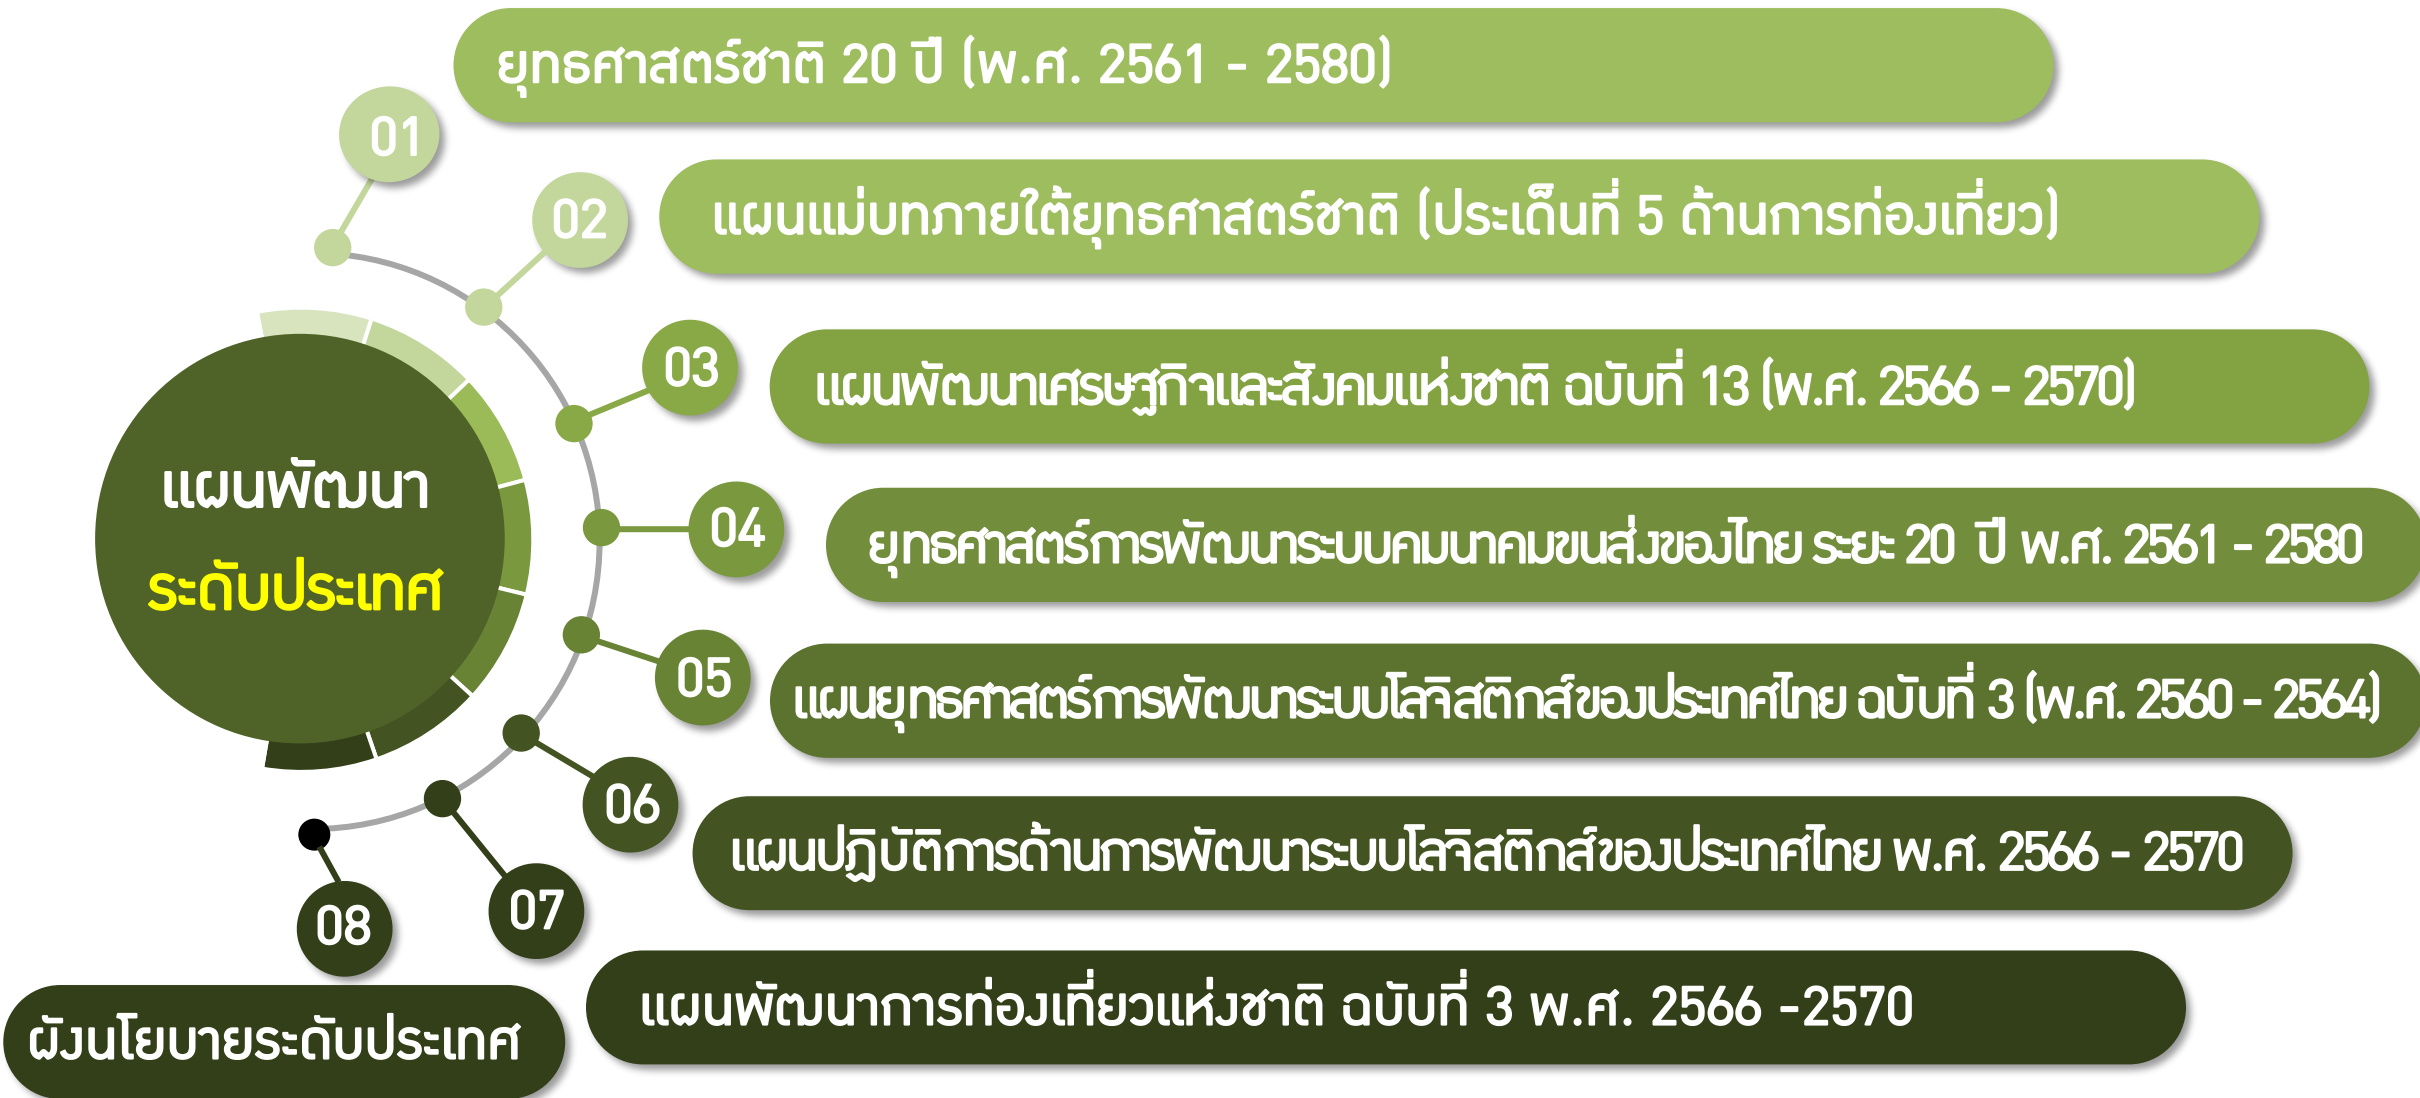 แผนพัฒนา
ระดับประเทศ
01
ยุทธศาสตร์ชาติ 20 ปี (พ.ศ. 2561 - 2580)
02
แผนแม่บทภายใต้ยุทธศาสตร์ชาติ (ประเด็นที่ 5 ด้านการท่องเที่ยว)
03
แผนพัฒนาเศรษฐกิจและสังคมแห่งชาติ ฉบับที่ 13 (พ.ศ. 2566 - 2570)
04
ยุทธศาสตร์การพัฒนาระบบคมนาคมขนส่งของไทย ระยะ 20 ปี พ.ศ. 2561 - 2580
05
แผนยุทธศาสตร์การพัฒนาระบบโลจิสติกส์ของประเทศไทย ฉบับที่ 3 (พ.ศ. 2560 - 2564)
06
แผนปฏิบัติการด้านการพัฒนาระบบโลจิสติกส์ของประเทศไทย พ.ศ. 2566 - 2570
07
แผนพัฒนาการท่องเที่ยวแห่งชาติ ฉบับที่ 3 พ.ศ. 2566 -2570
08
ผังนโยบายระดับประเทศ